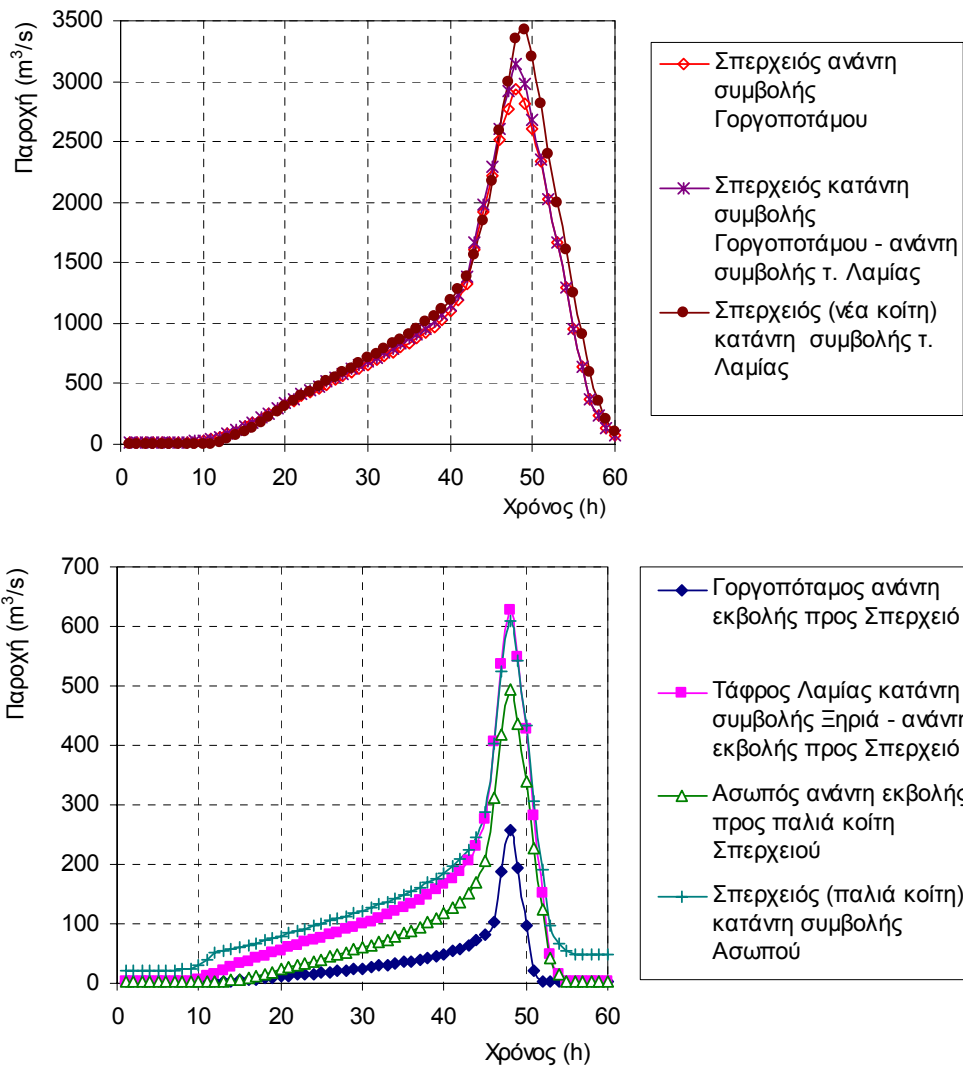 Παροχή (m³/s)
3500
3000
2500
2000
1500
1000
500
0
0 10 20 30 40 50 60
Χρόνος (h)
Σπερχειός ανάντη
συμβολής
Γοργοποτάμου
Σπερχειός κατάντη
συμβολής
Γοργοποτάμου - ανάντη
συμβολής τ. Λαμίας
Σπερχειός (νέα κοίτη)
κατάντη συμβολής τ.
Λαμίας
Παροχή (m³/s)
700
600
500
400
300
200
100
0
0 10 20 30 40 50 60
Χρόνος (h)
Γοργοπόταμος ανάντη
εκβολής προς Σπερχειό
Τάφρος Λαμίας κατάντη
συμβολής Ξηριά - ανάντη
εκβολής προς Σπερχειό
Ασωπός ανάντη εκβολής
προς παλιά κοίτη
Σπερχειού
Σπερχειός (παλιά κοίτη)
κατάντη συμβολής
Ασωπού